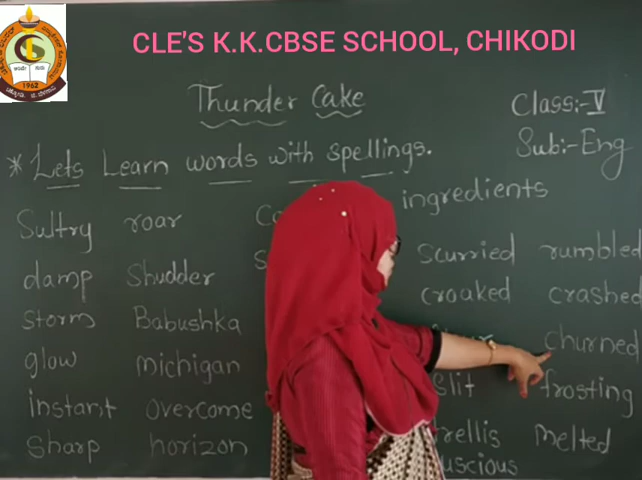 CLE'S K.K.CBSE SCHOOL, CHIKODI
1962
Thunder Cake
Class:- V
Sub:- Eng
* Lets Learn words with spellings.
ingredients
Sultry roar
scurried rumbled
damp Shudder
croaked crashed
Storm Babushka
churned
glow Michigan
frosting
instant overcome
melted
Sharp horizon